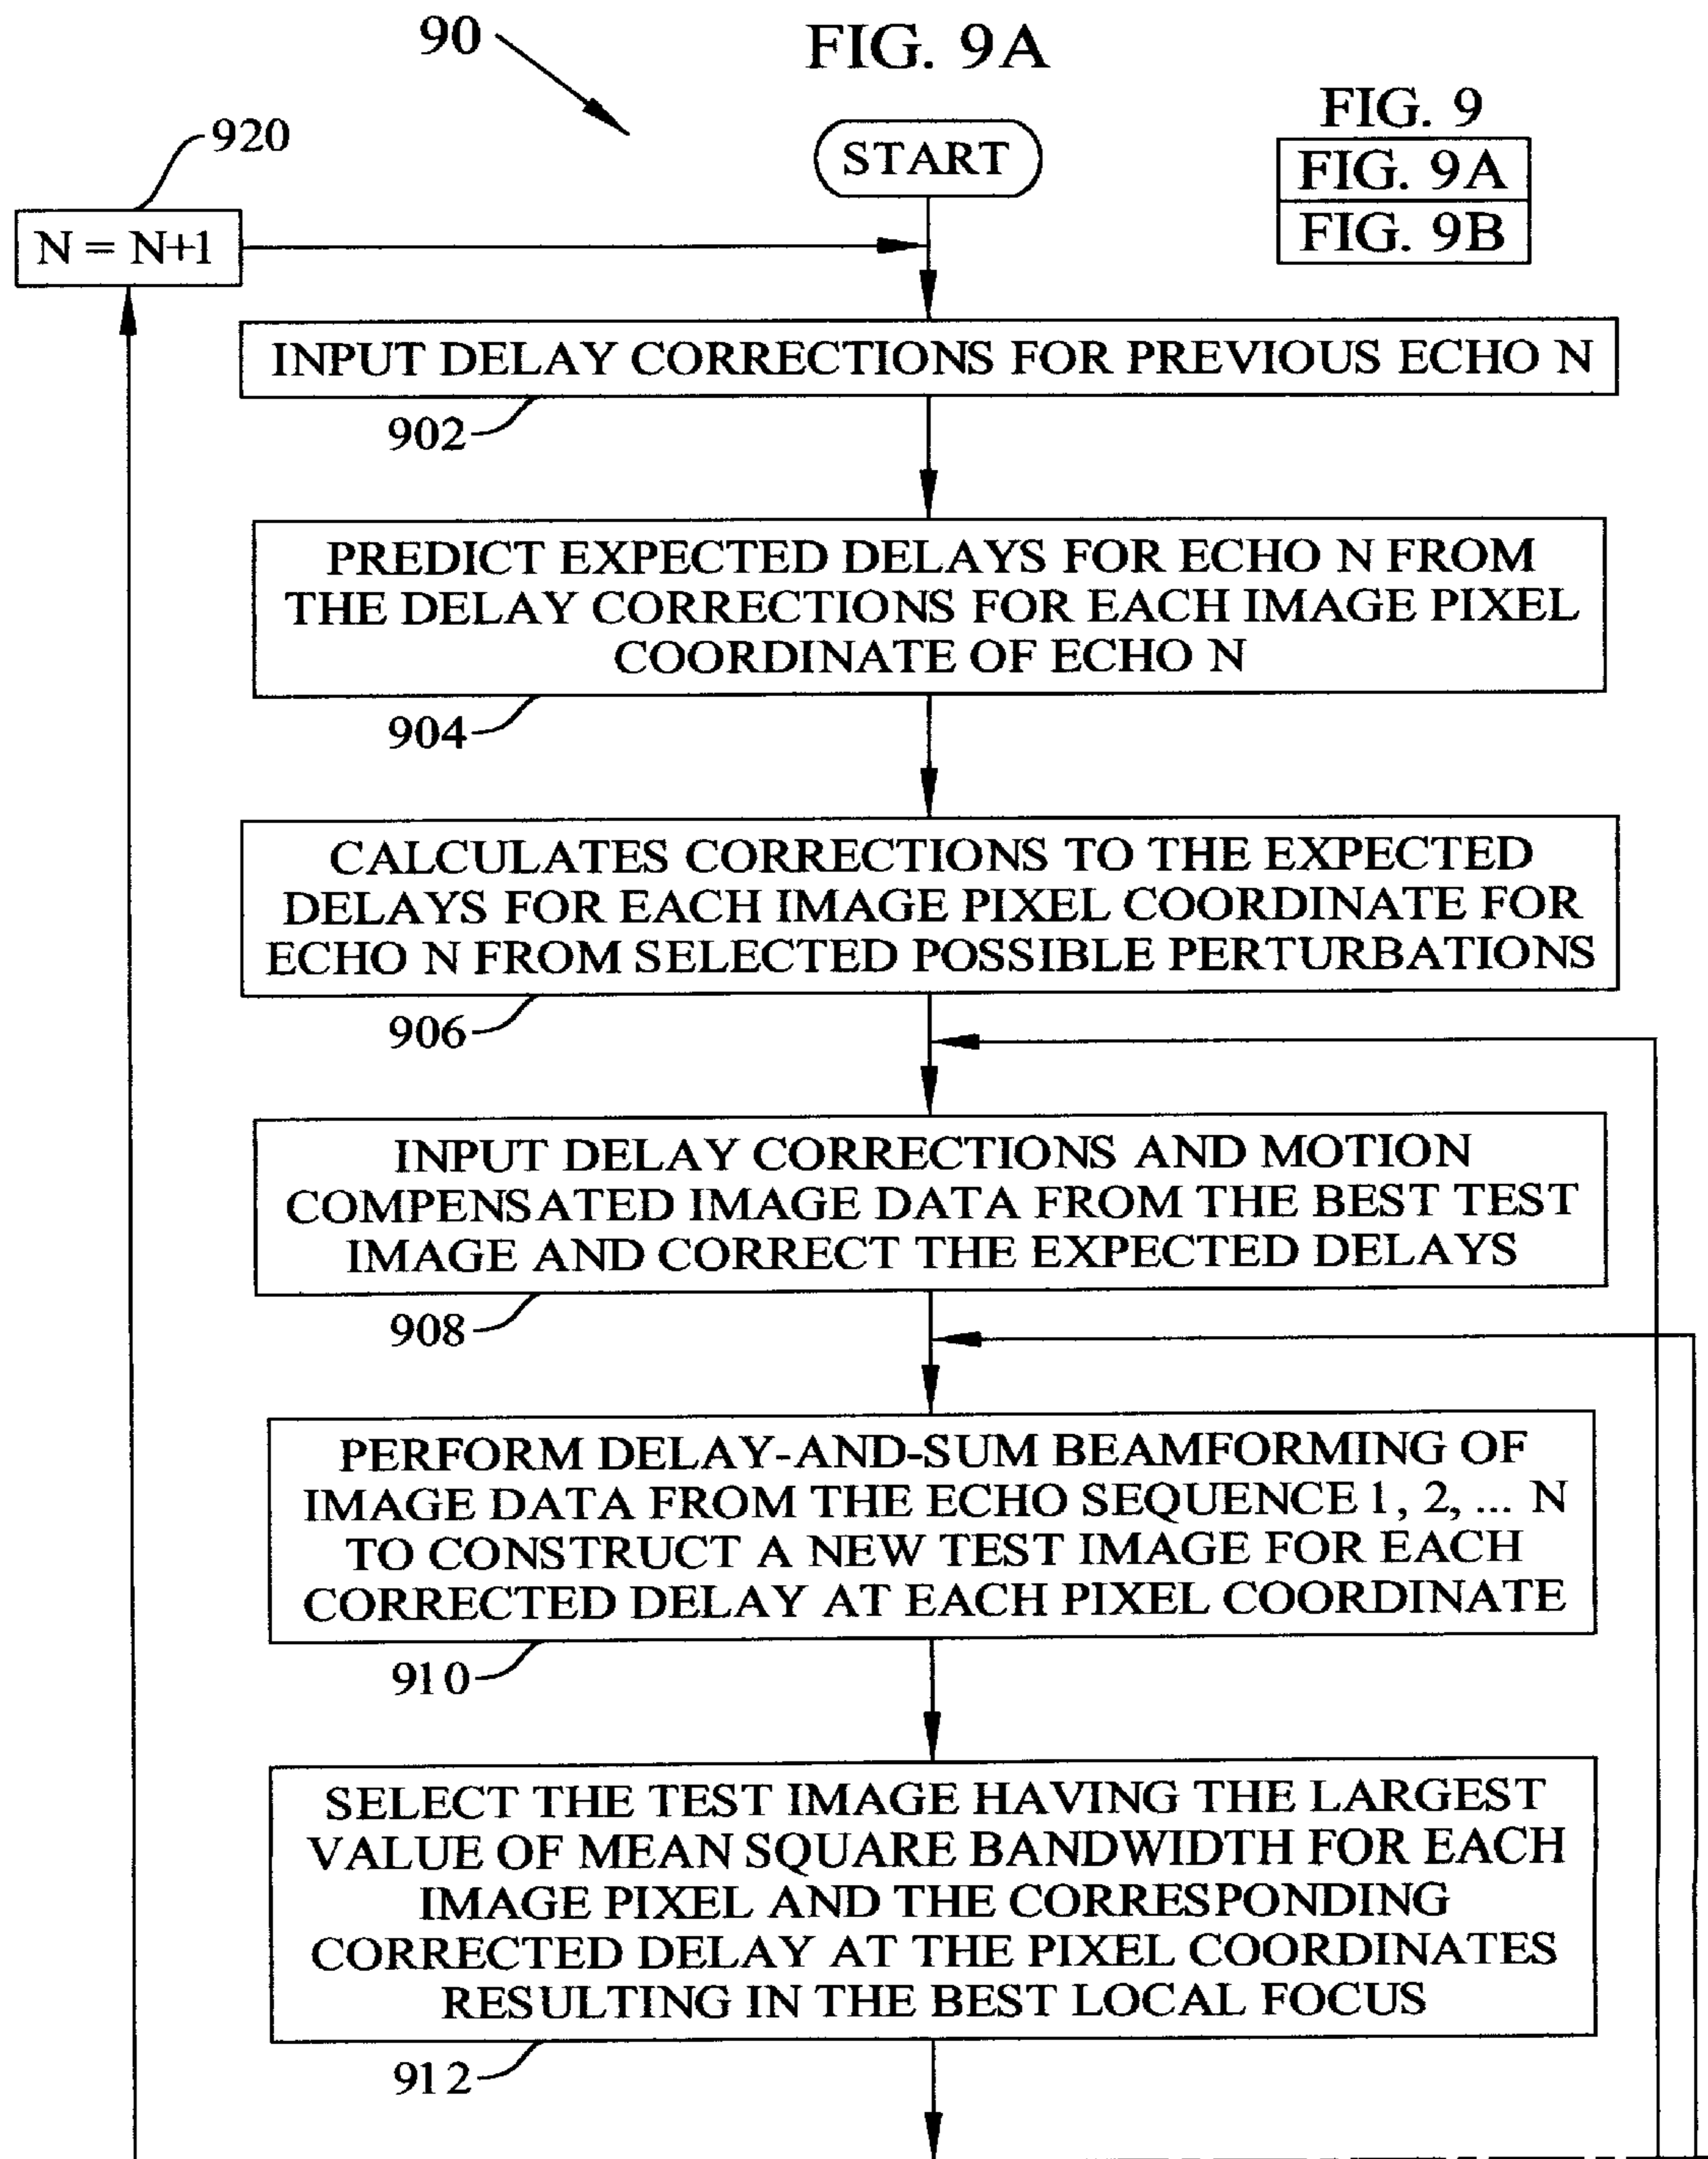 90
FIG. 9A
FIG. 9
FIG. 9A
FIG. 9B
920
START
N = N+1
INPUT DELAY CORRECTIONS FOR PREVIOUS ECHO N
902
PREDICT EXPECTED DELAYS FOR ECHO N FROM
THE DELAY CORRECTIONS FOR EACH IMAGE PIXEL
COORDINATE OF ECHO N
904
CALCULATES CORRECTIONS TO THE EXPECTED
DELAYS FOR EACH IMAGE PIXEL COORDINATE FOR
ECHO N FROM SELECTED POSSIBLE PERTURBATIONS
906
INPUT DELAY CORRECTIONS AND MOTION
COMPENSATED IMAGE DATA FROM THE BEST TEST
IMAGE AND CORRECT THE EXPECTED DELAYS
908
PERFORM DELAY-AND-SUM BEAMFORMING OF
IMAGE DATA FROM THE ECHO SEQUENCE 1, 2, ... N
TO CONSTRUCT A NEW TEST IMAGE FOR EACH
CORRECTED DELAY AT EACH PIXEL COORDINATE
910
SELECT THE TEST IMAGE HAVING THE LARGEST
VALUE OF MEAN SQUARE BANDWIDTH FOR EACH
IMAGE PIXEL AND THE CORRESPONDING
CORRECTED DELAY AT THE PIXEL COORDINATES
RESULTING IN THE BEST LOCAL FOCUS
912